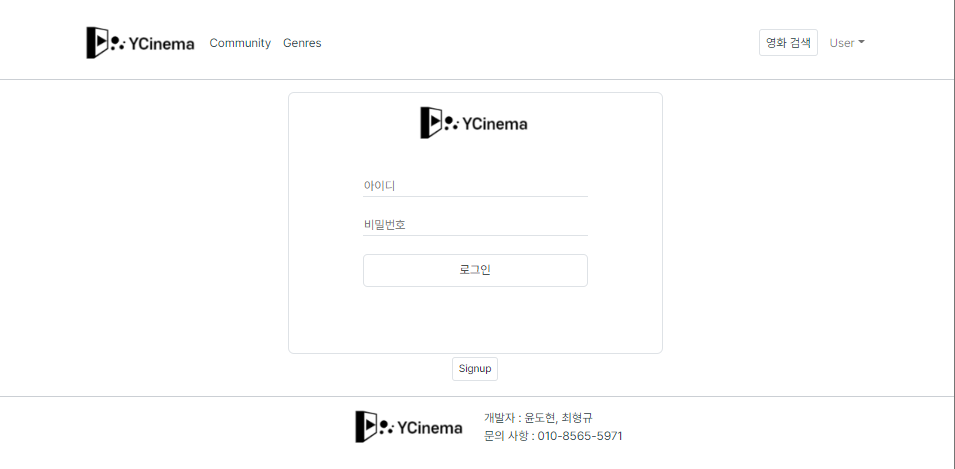 YCinema Community Genres 영화 검색 User
YCinema
아이디
비밀번호
로그인
Signup
YCinema
개발자 : 윤도현, 최형규
문의 사항 : 010-8565-5971